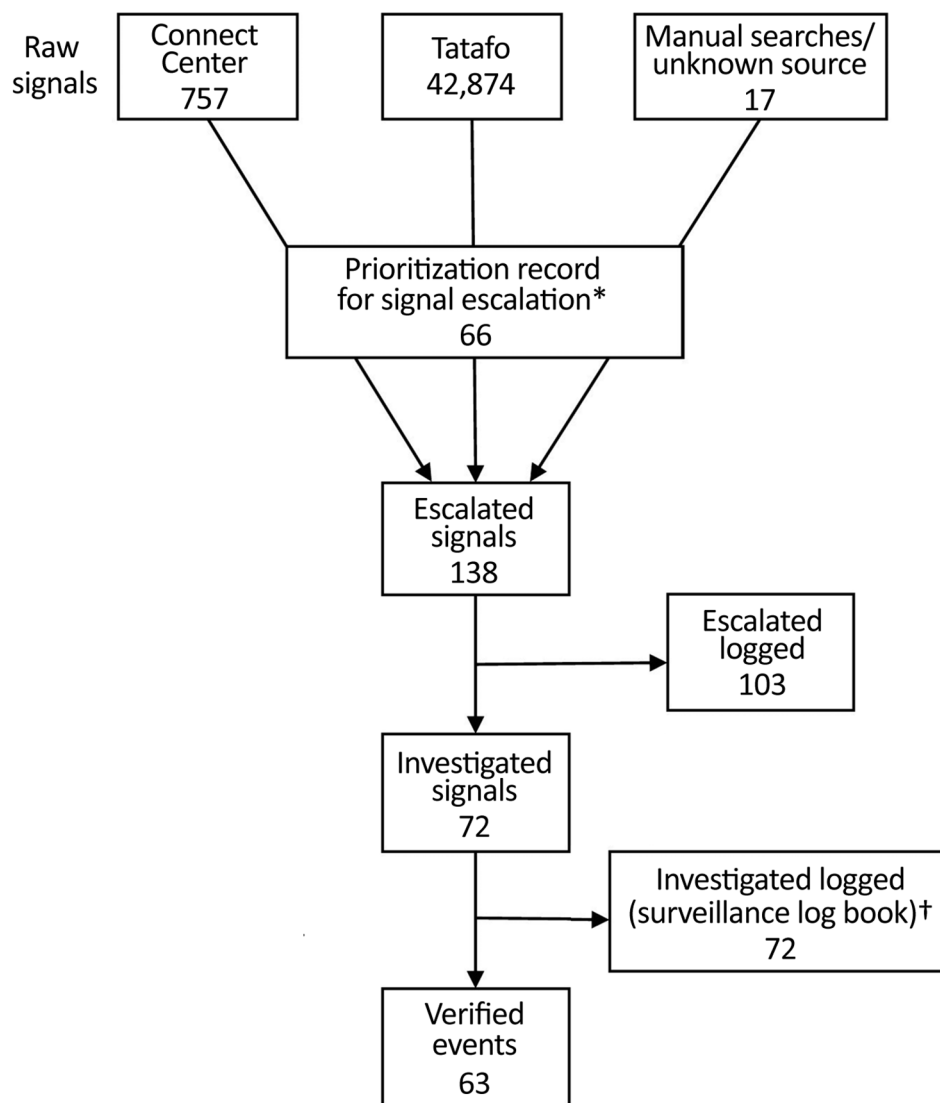 Raw
signals
Connect
Center
757
Tatafo
42,874
Manual searches/
unknown source
17
Prioritization record
for signal escalation*
66
Escalated
signals
138
Escalated
logged
103
Investigated
signals
72
Investigated logged
(surveillance log book)†
72
Verified
events
63